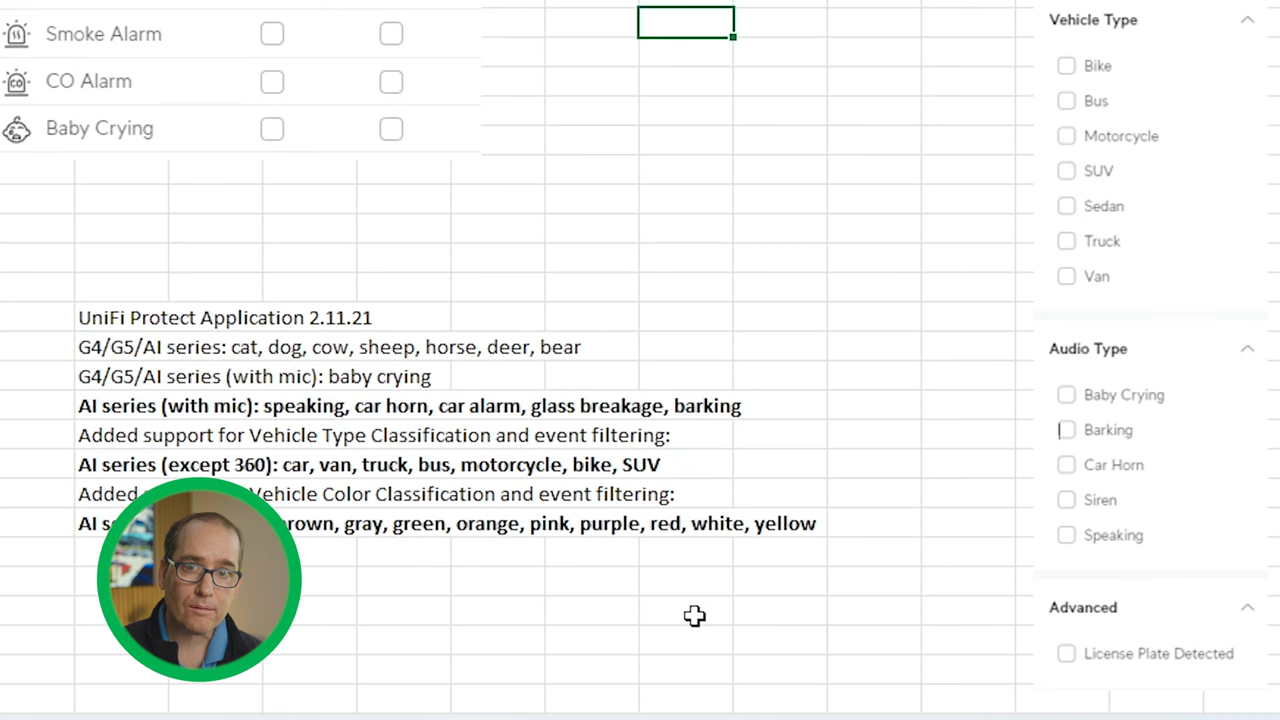 Smoke Alarm
CO Alarm
Baby Crying
UniFi Protect Application 2.11.21
G4/G5/AI series: cat, dog, cow, sheep, horse, deer, bear
G4/G5/AI series (with mic): baby crying
AI series (with mic): speaking, car horn, car alarm, glass breakage, barking
Added support for Vehicle Type Classification and event filtering:
AI series (except 360): car, van, truck, bus, motorcycle, bike, SUV
Added Vehicle Color Classification and event filtering:
AI brown, gray, green, orange, pink, purple, red, white, yellow
Vehicle Type
Bike
Bus
Motorcycle
SUV
Sedan
Truck
Van
Audio Type
Baby Crying
Barking
Car Horn
Siren
Speaking
Advanced
License Plate Detected